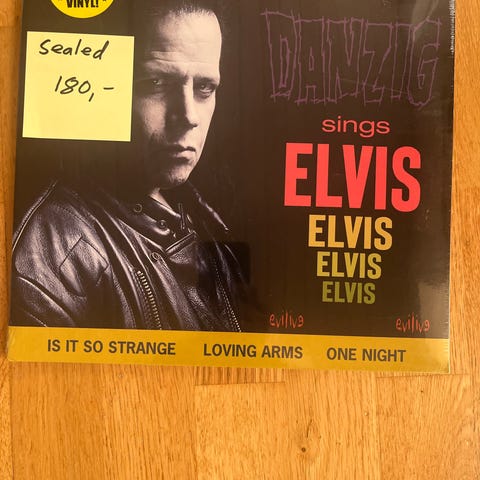 VINYL!
Sealed
180,-
DANZIG
sings
ELVIS
ELVIS
ELVIS
ELVIS
evilive evilive
IS IT SO STRANGE LOVING ARMS ONE NIGHT